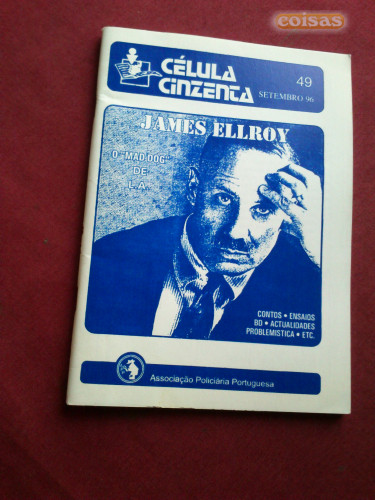 coisas
CÉLULA
CINZENTA
49
SETEMBRO 96
JAMES ELLROY
O "MAD DOG"
DE
L.A.
CONTOS • ENSAIOS
BD • ACTUALIDADES
PROBLEMISTICA • ETC.
Associação Policiária Portuguesa